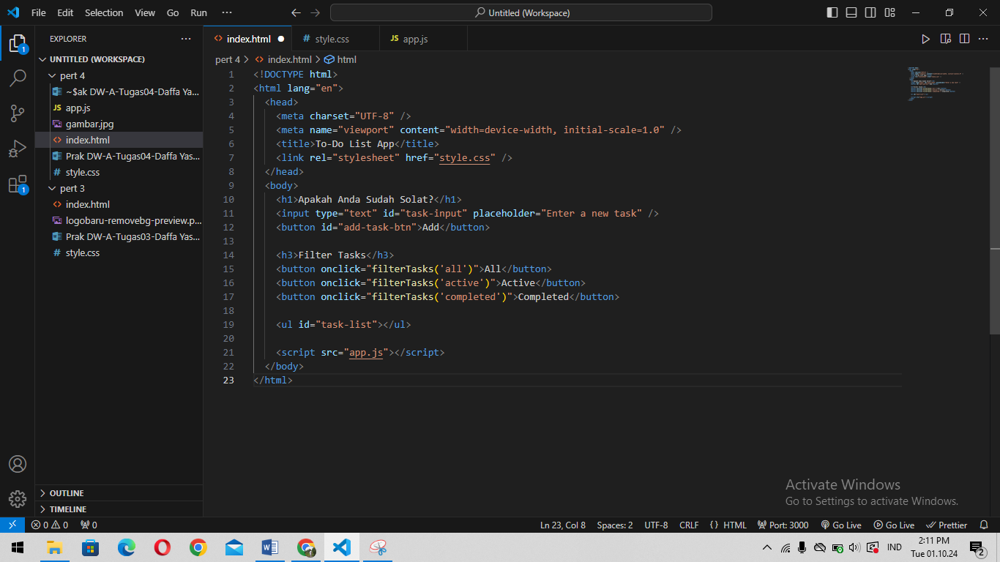 File Edit Selection View Go Run ··· Untitled (Workspace)
EXPLORER ···
index.html style.css JS app.js
UNTITLED (WORKSPACE)
pert 4
~$ak DW-A-Tugas04-Daffa Ya...
JS app.js
gambar.jpg
index.html
Prak DW-A-Tugas04-Daffa Yas...
# style.css
pert 3
index.html
logobaru-removebg-preview.p...
Prak DW-A-Tugas03-Daffa Yas...
# style.css
OUTLINE
TIMELINE
1
1
pert 4 > index.html > html
1 <!DOCTYPE html>
2 <html lang="en">
3 <head>
4 <meta charset="UTF-8" />
5 <meta name="viewport" content="width=device-width, initial-scale=1.0" />
6 <title>To-Do List App</title>
7 <link rel="stylesheet" href="style.css" />
8 </head>
9 <body>
10 <h1>Apakah Anda Sudah Solat?</h1>
11 <input type="text" id="task-input" placeholder="Enter a new task" />
12 <button id="add-task-btn">Add</button>
13
14 <h3>Filter Tasks</h3>
15 <button onclick="filterTasks('all')">All</button>
16 <button onclick="filterTasks('active')">Active</button>
17 <button onclick="filterTasks('completed')">Completed</button>
18
19 <ul id="task-list"></ul>
20
21 <script src="app.js"></script>
22 </body>
23 </html>
Activate Windows
Go to Settings to activate Windows.
0 0 0 Ln 23, Col 8 Spaces: 2 UTF-8 CRLF {} HTML Port: 3000 Go Live Go Live Prettier
IND 2:11 PM
Tue 01.10.24 2